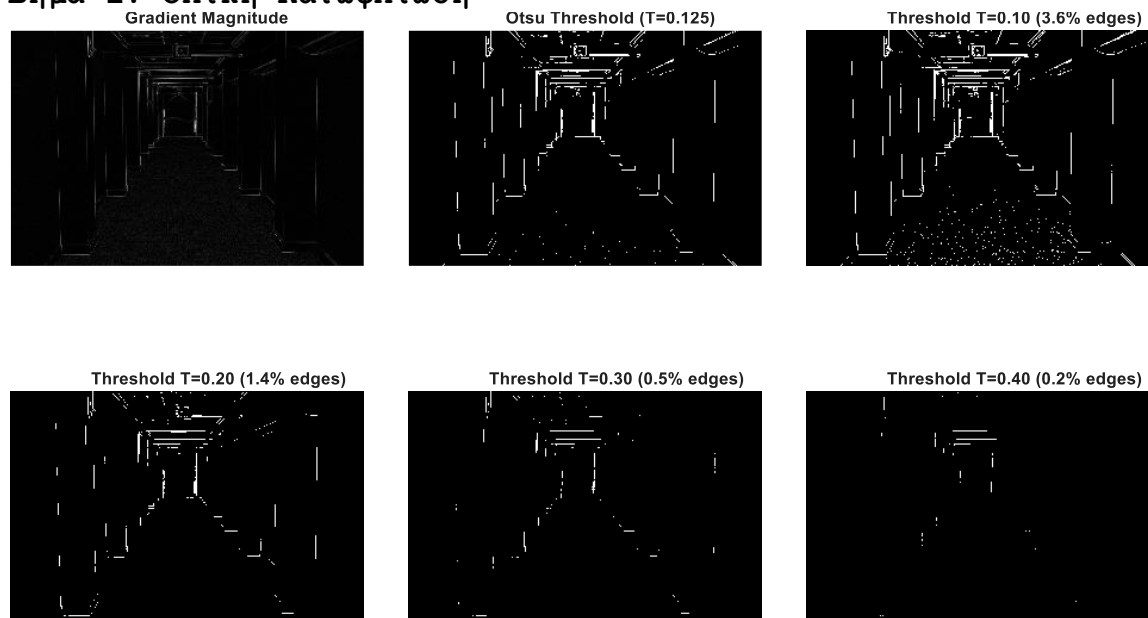 Gradient Magnitude
Otsu Threshold (T=0.125)
Threshold T=0.10 (3.6% edges)
Threshold T=0.20 (1.4% edges)
Threshold T=0.30 (0.5% edges)
Threshold T=0.40 (0.2% edges)